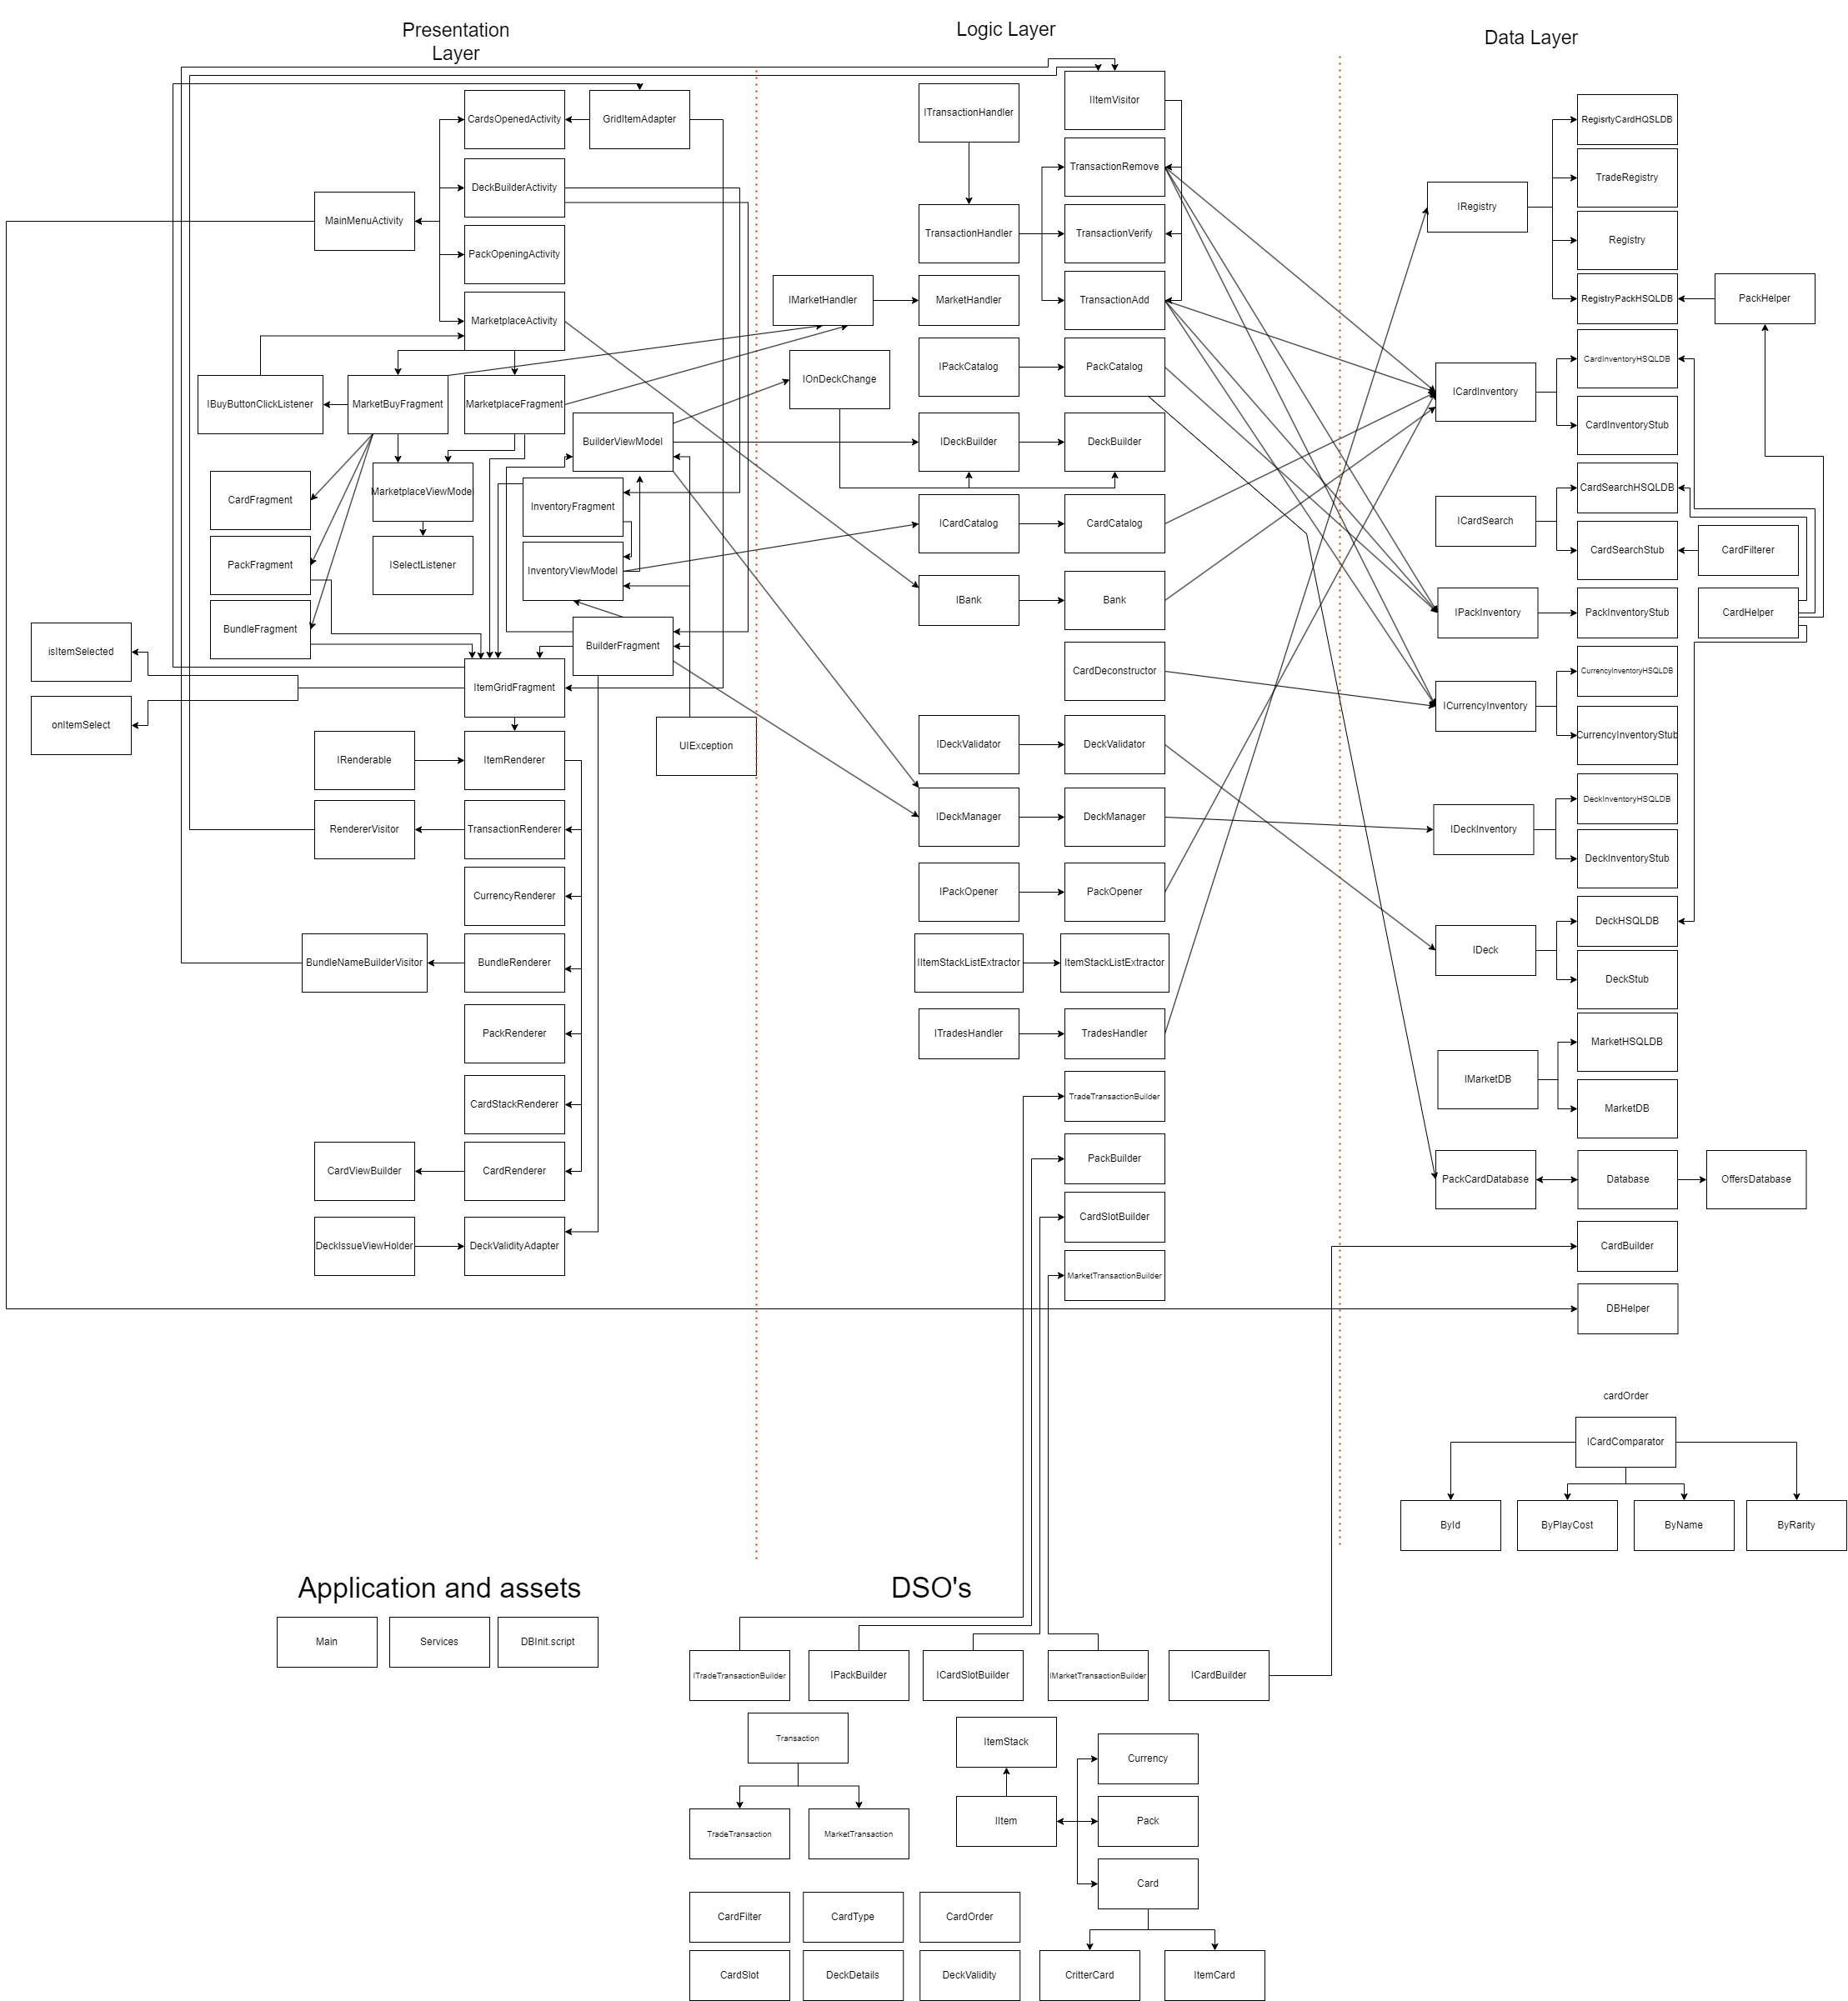 Presentation
Layer
Logic Layer
Data Layer
CardsOpenedActivity
GridItemAdapter
DeckBuilderActivity
MainMenuActivity
PackOpeningActivity
MarketplaceActivity
IBuyButtonClickListener
MarketBuyFragment
MarketplaceFragment
BuilderViewModel
CardFragment
MarketplaceViewModel
InventoryFragment
PackFragment
ISelectListener
InventoryViewModel
BundleFragment
BuilderFragment
isItemSelected
ItemGridFragment
onItemSelect
UIException
IRenderable
ItemRenderer
RendererVisitor
TransactionRenderer
CurrencyRenderer
BundleNameBuilderVisitor
BundleRenderer
PackRenderer
CardStackRenderer
CardViewBuilder
CardRenderer
DeckIssueViewHolder
DeckValidityAdapter
IItemVisitor
ITransactionHandler
TransactionRemove
TransactionHandler
TransactionVerify
IMarketHandler
MarketHandler
TransactionAdd
IPackCatalog
PackCatalog
IOnDeckChange
IDeckBuilder
DeckBuilder
ICardCatalog
CardCatalog
IBank
Bank
CardDeconstructor
IDeckValidator
DeckValidator
IDeckManager
DeckManager
IPackOpener
PackOpener
IItemStackListExtractor
ItemStackListExtractor
ITradesHandler
TradesHandler
TradeTransactionBuilder
PackBuilder
CardSlotBuilder
MarketTransactionBuilder
RegisrtyCardHQSLDB
TradeRegistry
IRegistry
Registry
RegistryPackHSQLDB
PackHelper
CardInventoryHSQLDB
ICardInventory
CardInventoryStub
CardSearchHSQLDB
ICardSearch
CardSearchStub
CardFilterer
IPackInventory
PackInventoryStub
CardHelper
CurrencyInventoryHSQLDB
ICurrencyInventory
CurrencyInventoryStub
DeckInventoryHSQLDB
IDeckInventory
DeckInventoryStub
DeckHSQLDB
IDeck
DeckStub
MarketHSQLDB
IMarketDB
MarketDB
PackCardDatabase
Database
OffersDatabase
CardBuilder
DBHelper
cardOrder
ICardComparator
ById
ByPlayCost
ByName
ByRarity
Application and assets
Main
Services
DBInit.script
DSO's
ITradeTransactionBuilder
IPackBuilder
ICardSlotBuilder
IMarketTransactionBuilder
ICardBuilder
Transaction
ItemStack
Currency
TradeTransaction
MarketTransaction
IItem
Pack
Card
CardFilter
CardType
CardOrder
CardSlot
DeckDetails
DeckValidity
CritterCard
ItemCard